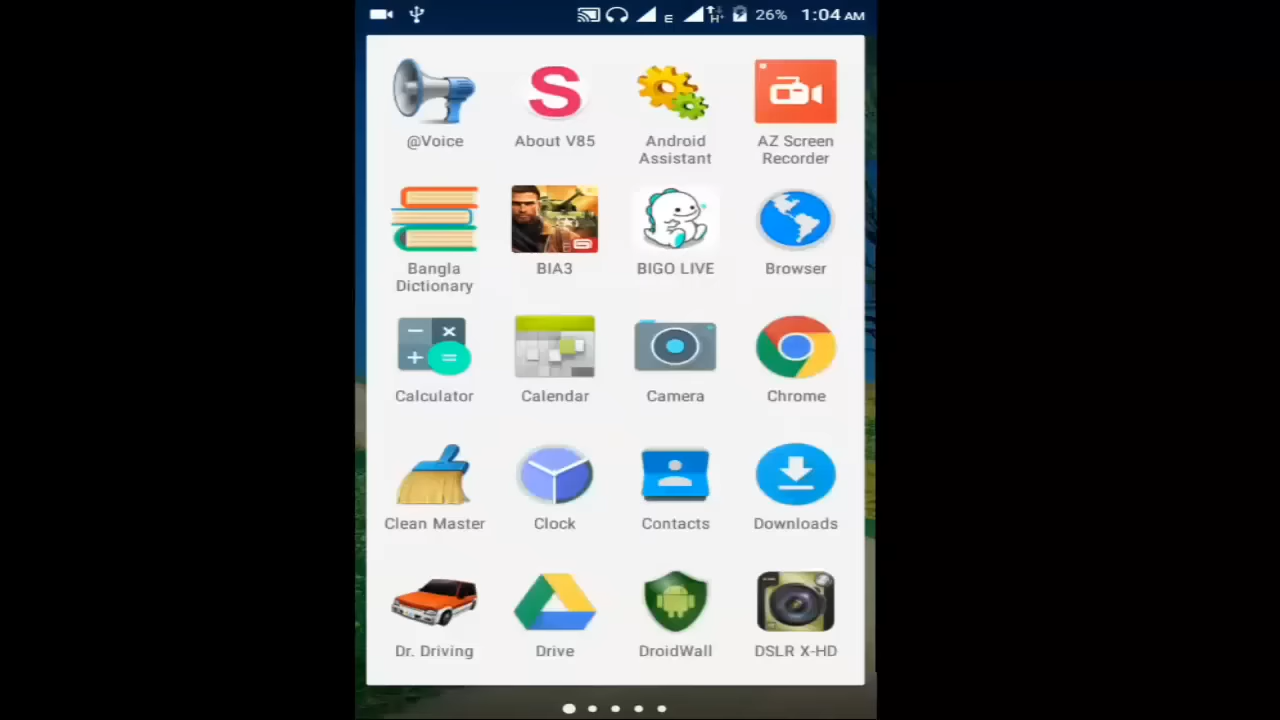 E H 26% 1:04 AM
@Voice About V85 Android Assistant AZ Screen Recorder
Bangla Dictionary BIA3 BIGO LIVE Browser
Calculator Calendar Camera Chrome
Clean Master Clock Contacts Downloads
Dr. Driving Drive DroidWall DSLR X-HD